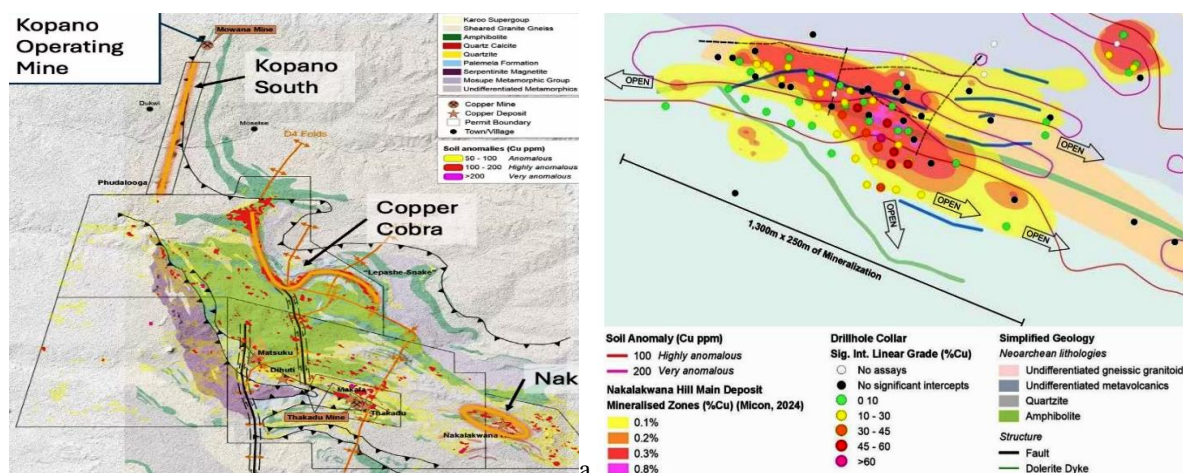 Kopano
Operating
Mine
Mowana Mine
Kopano
South
Dukwi
Mosetse
D4 Folds
Phudalooga
Copper
Cobra
"Lepashe-Snake"
Matsuku
Dihuti
Makala
Thakadu
Thakadu Mine
Nakalakwana
Nak
Karoo Supergroup
Sheared Granite Gneiss
Amphibolite
Quartz Calcite
Quartzite
Palemeia Formation
Serpentinite Magnetite
Mosupe Metamorphic Group
Undifferentiated Metamorphics
Copper Mine
Copper Deposit
Permit Boundary
Town/Village
Soil anomalies (Cu ppm)
50 - 100 Anomalous
100 - 200 Highly anomalous
>200 Very anomalous
a
OPEN
OPEN
OPEN
OPEN
OPEN
OPEN
1,300m x 250m of Mineralization
Soil Anomaly (Cu ppm)
100 Highly anomalous
200 Very anomalous
Nakalakwana Hill Main Deposit
Mineralised Zones (%Cu) (Micon, 2024)
0.1%
0.2%
0.3%
0.8%
Drillhole Collar
Sig. Int. Linear Grade (%Cu)
No assays
No significant intercepts
0 10
10 - 30
30 - 45
45 - 60
>60
Simplified Geology
Neoarchean lithologies
Undifferentiated gneissic granitoid
Undifferentiated metavolcanics
Quartzite
Amphibolite
Structure
Fault
Dolerite Dyke